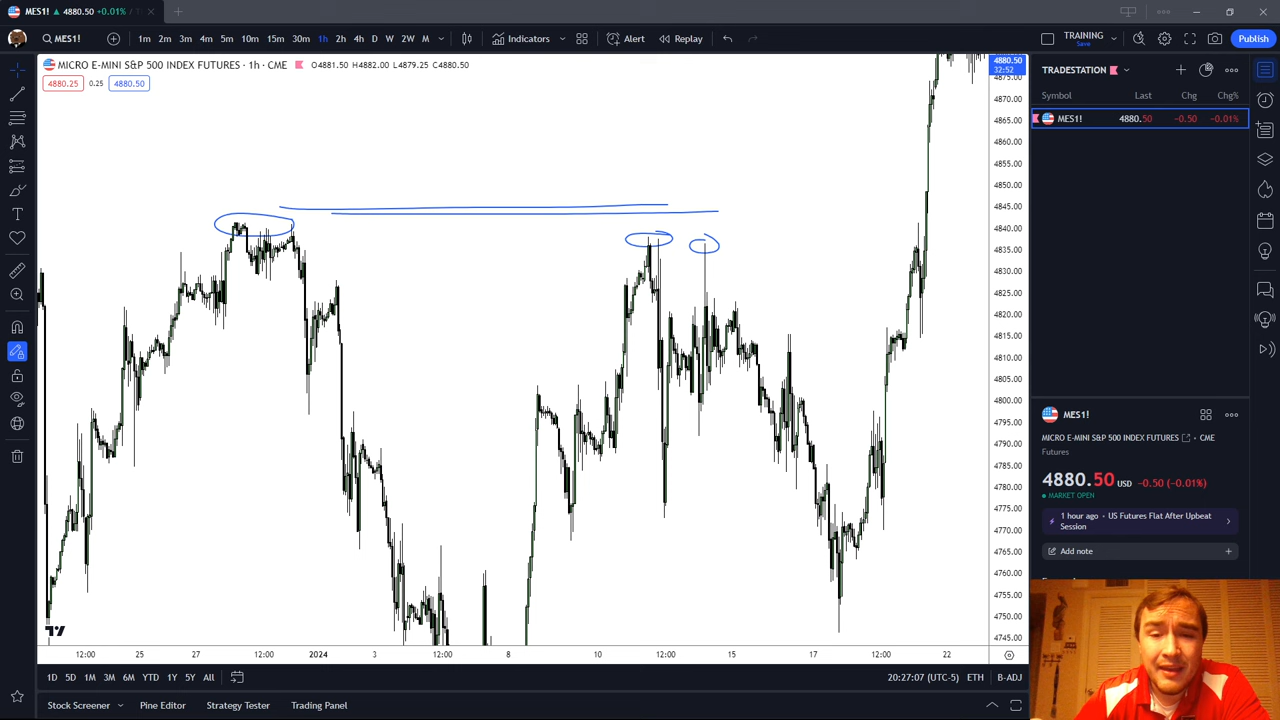 MES1! 4880.50 +0.01%
MES1! 1m 2m 3m 4m 5m 10m 15m 30m 1h 2h 4h D 2W M Indicators Alert Replay TRAINING Save Publish
MICRO E-MINI S&P 500 INDEX FUTURES · 1h · CME O4881.50 H4882.00 L4879.25 C4880.50
4880.25 0.25 4880.50
4880.50
32:52
4875.00
4870.00
4865.00
4860.00
4855.00
4850.00
4845.00
4840.00
4835.00
4830.00
4825.00
4820.00
4815.00
4810.00
4805.00
4800.00
4795.00
4790.00
4785.00
4780.00
4775.00
4770.00
4765.00
4760.00
4755.00
4750.00
4745.00
12:00 25 27 12:00 2024 3 12:00 8 10 12:00 15 17 12:00 22
1D 5D 1M 3M 6M YTD 1Y 5Y All 20:27:07 (UTC-5) ETH B-ADJ
Stock Screener Pine Editor Strategy Tester Trading Panel
TRADESTATION
Symbol Last Chg Chg%
MES1! 4880.50 -0.50 -0.01%
MES1!
MICRO E-MINI S&P 500 INDEX FUTURES · CME
Futures
4880.50 USD -0.50 (-0.01%)
MARKET OPEN
1 hour ago · US Futures Flat After Upbeat
Session
Add note